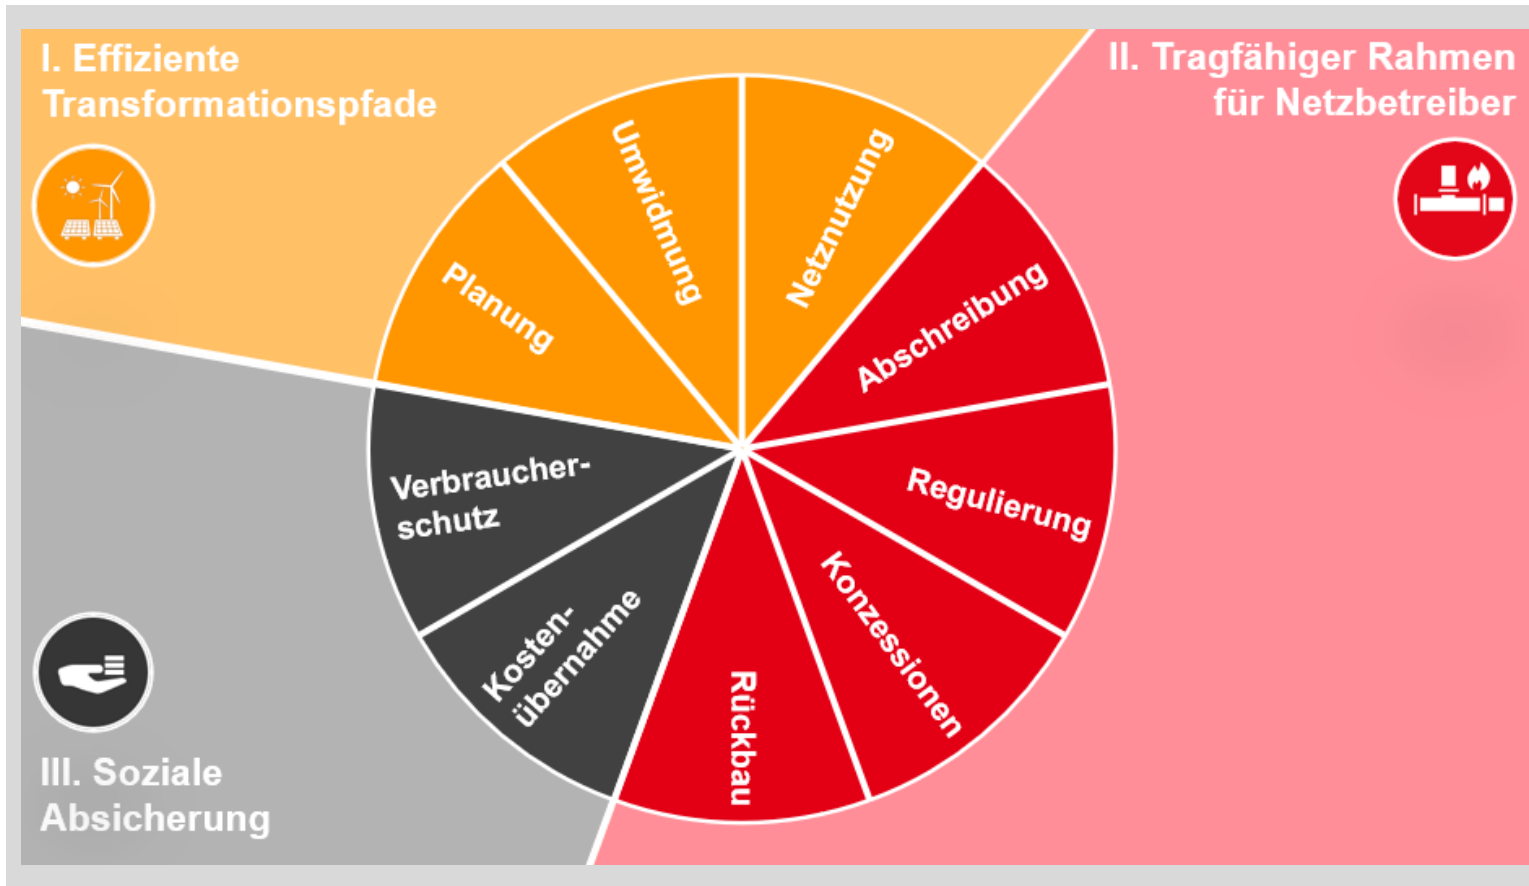 I. Effiziente
Transformationspfade
II. Tragfähiger Rahmen
für Netzbetreiber
Planung
Umwidmung
Netznutzung
Abschreibung
Regulierung
Konzessionen
Rückbau
Kosten-
übernahme
Verbraucher-
schutz
III. Soziale
Absicherung